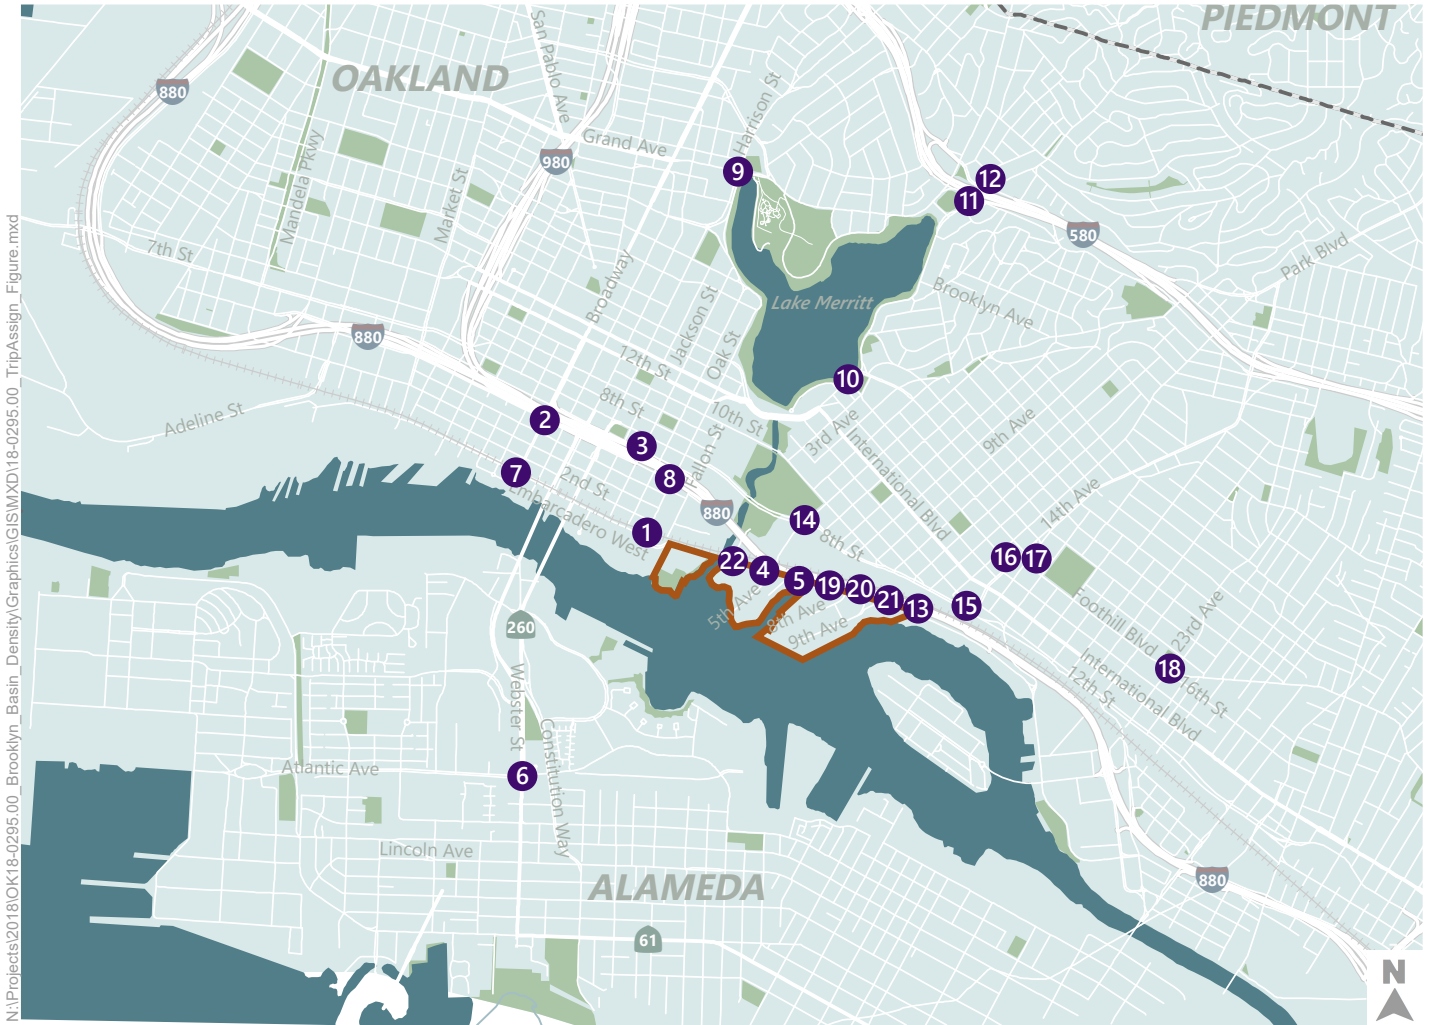 PIEDMONT
OAKLAND
San Pablo Ave
Harrison St
880
Grand Ave
980
Mandela Pkwy
Market St
9
12
11
580
7th St
Park Blvd
Broadway
Lake Merritt
Brooklyn Ave
Jackson St
880
Oak St
12th St
10
8th St
Adeline St
2
10th St
3rd Ave
9th Ave
3
International Blvd
Fallon St
7
2nd St
8
14th Ave
Embarcadero West
880
14
1
8th St
16
17
22
4
5
19
20
21
13
15
5th Ave
8th Ave
9th Ave
Foothill Blvd
23rd Ave
260
18
16th St
International Blvd
12th St
Webster St
Constitution Way
Atlantic Ave
6
Lincoln Ave
880
ALAMEDA
61
N
N:\Projects\2018\OK18-0295.00_Brooklyn_Basin_Density\Graphics\GIS\MXD\18-0295.00_TripAssign_Figure.mxd